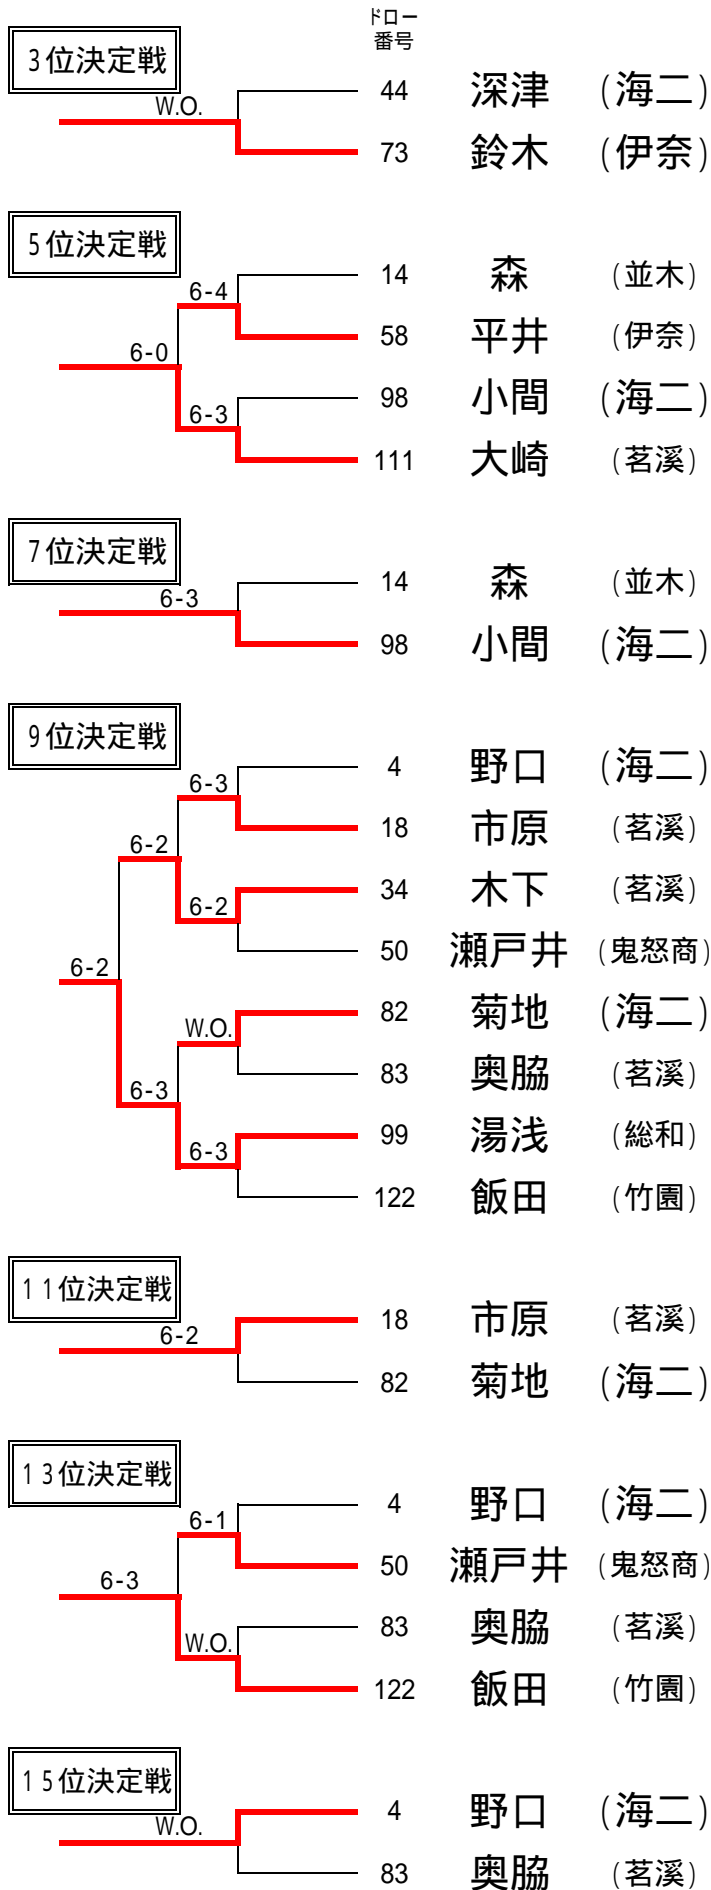 ドロー
番号
3位決定戦
44 深津 (海二)
W.O.
73 鈴木 (伊奈)
5位決定戦
14 森 (並木)
6-4
58 平井 (伊奈)
6-0
98 小間 (海二)
6-3
111 大崎 (茗溪)
7位決定戦
14 森 (並木)
6-3
98 小間 (海二)
9位決定戦
4 野口 (海二)
6-3
18 市原 (茗溪)
6-2
34 木下 (茗溪)
6-2
50 瀬戸井 (鬼怒商)
6-2
82 菊地 (海二)
W.O.
83 奥脇 (茗溪)
6-3
99 湯浅 (総和)
6-3
122 飯田 (竹園)
11位決定戦
18 市原 (茗溪)
6-2
82 菊地 (海二)
13位決定戦
4 野口 (海二)
6-1
50 瀬戸井 (鬼怒商)
6-3
83 奥脇 (茗溪)
W.O.
122 飯田 (竹園)
15位決定戦
4 野口 (海二)
W.O.
83 奥脇 (茗溪)